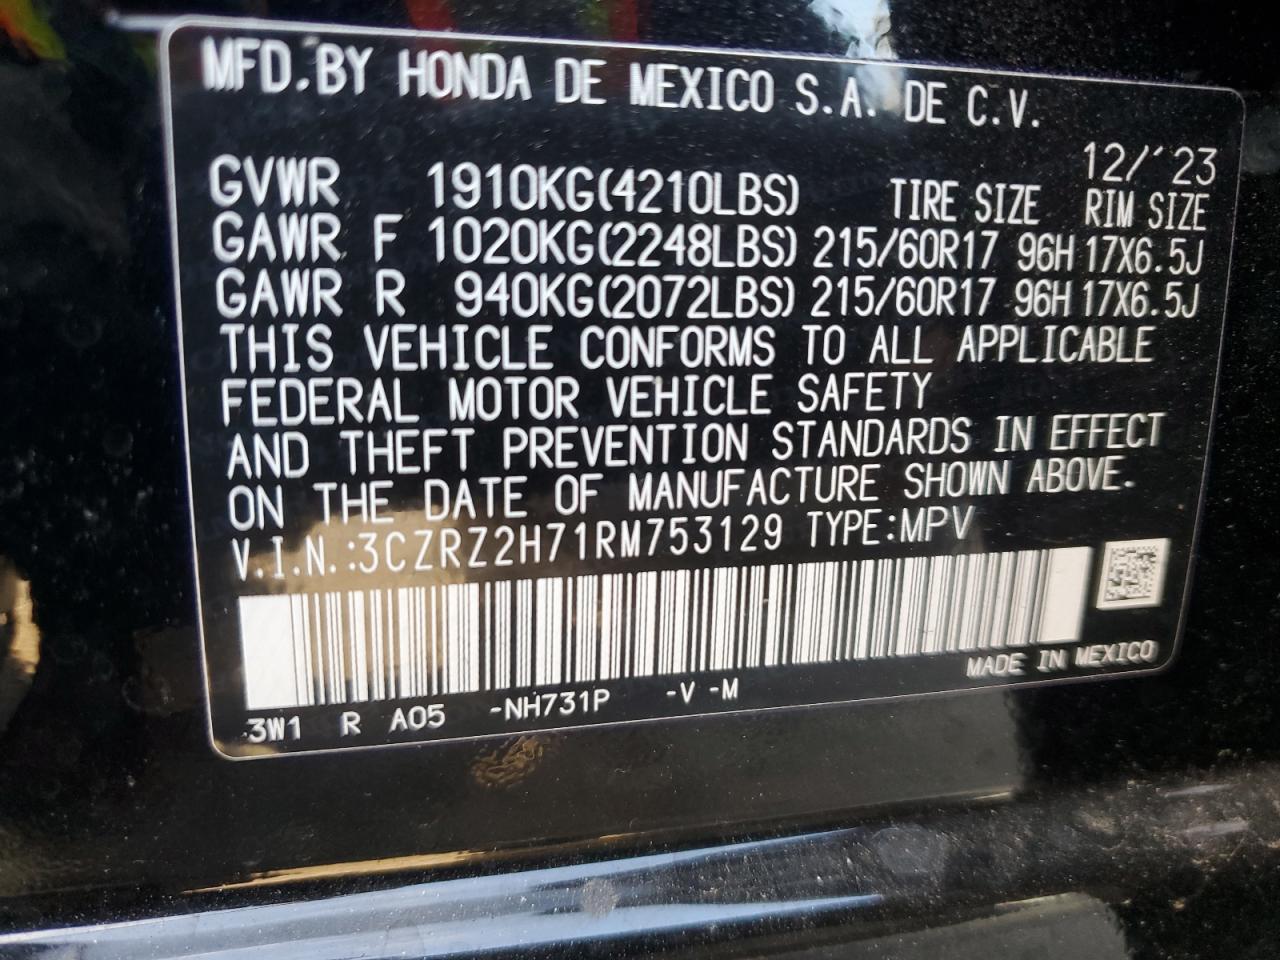 MFD.BY HONDA DE MEXICO S.A. DE C.V.
12/'23
GVWR 1910KG(4210LBS) TIRE SIZE RIM SIZE
GAWR F 1020KG(2248LBS) 215/60R17 96H 17X6.5J
GAWR R 940KG(2072LBS) 215/60R17 96H 17X6.5J
THIS VEHICLE CONFORMS TO ALL APPLICABLE
FEDERAL MOTOR VEHICLE SAFETY
AND THEFT PREVENTION STANDARDS IN EFFECT
ON THE DATE OF MANUFACTURE SHOWN ABOVE.
V.I.N.:3CZRZ2H71RM753129 TYPE:MPV
MADE IN MEXICO
3W1 R A05 -NH731P -V -M